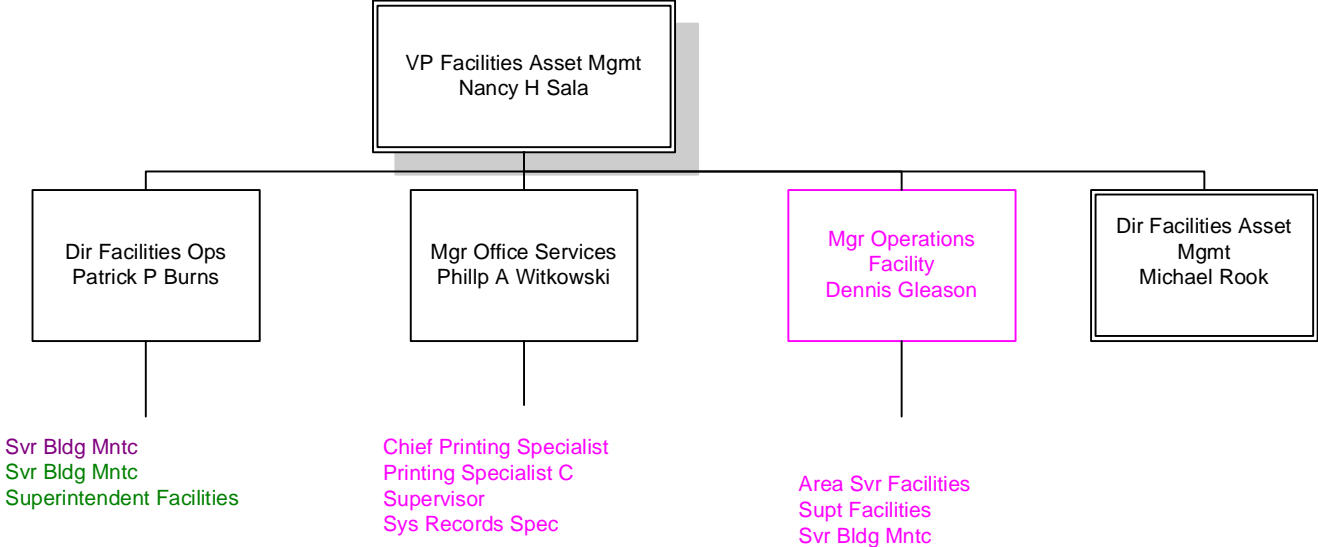 VP Facilities Asset Mgmt
Nancy H Sala
Dir Facilities Ops
Patrick P Burns
Mgr Office Services
Phillp A Witkowski
Mgr Operations
Facility
Dennis Gleason
Dir Facilities Asset
Mgmt
Michael Rook
Svr Bldg Mntc
Svr Bldg Mntc
Superintendent Facilities
Chief Printing Specialist
Printing Specialist C
Supervisor
Sys Records Spec
Area Svr Facilities
Supt Facilities
Svr Bldg Mntc